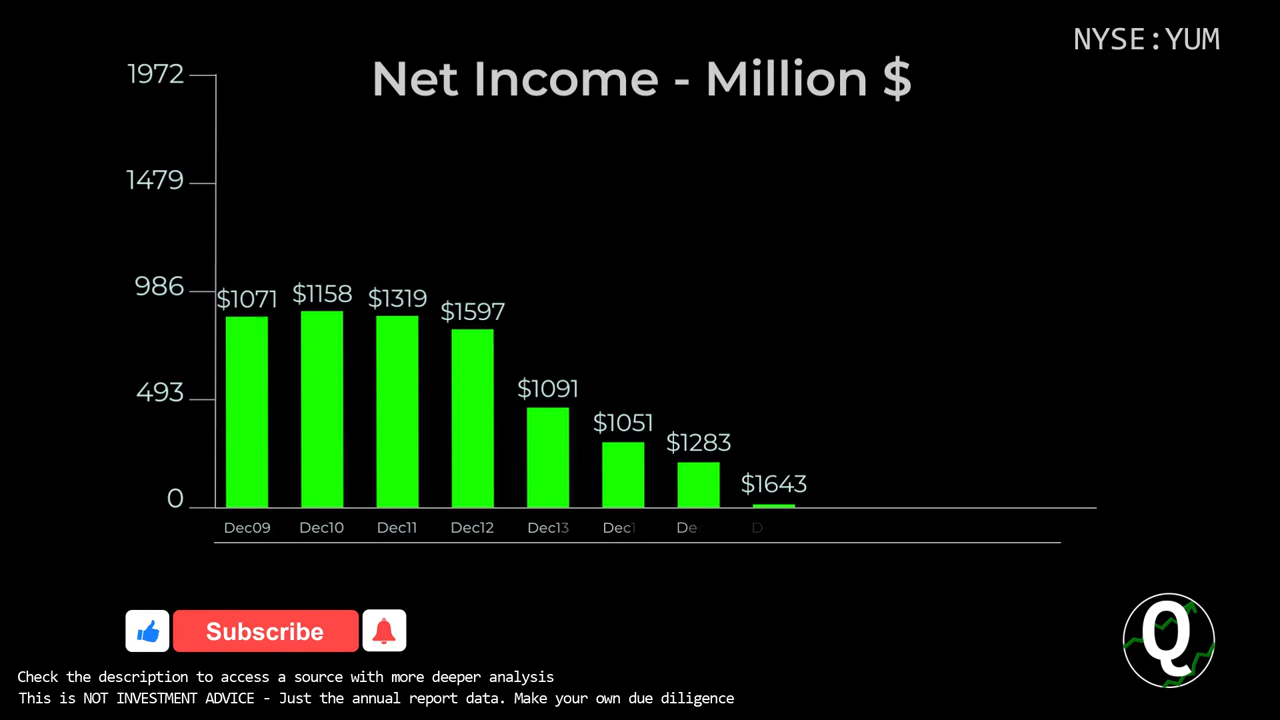 NYSE:YUM
Net Income - Million $
1972
1479
986
493
0
$1071
$1158
$1319
$1597
$1091
$1051
$1283
$1643
Dec09
Dec10
Dec11
Dec12
Dec13
Dec1
De
D
Subscribe
Q
Check the description to access a source with more deeper analysis
This is NOT INVESTMENT ADVICE - Just the annual report data. Make your own due diligence